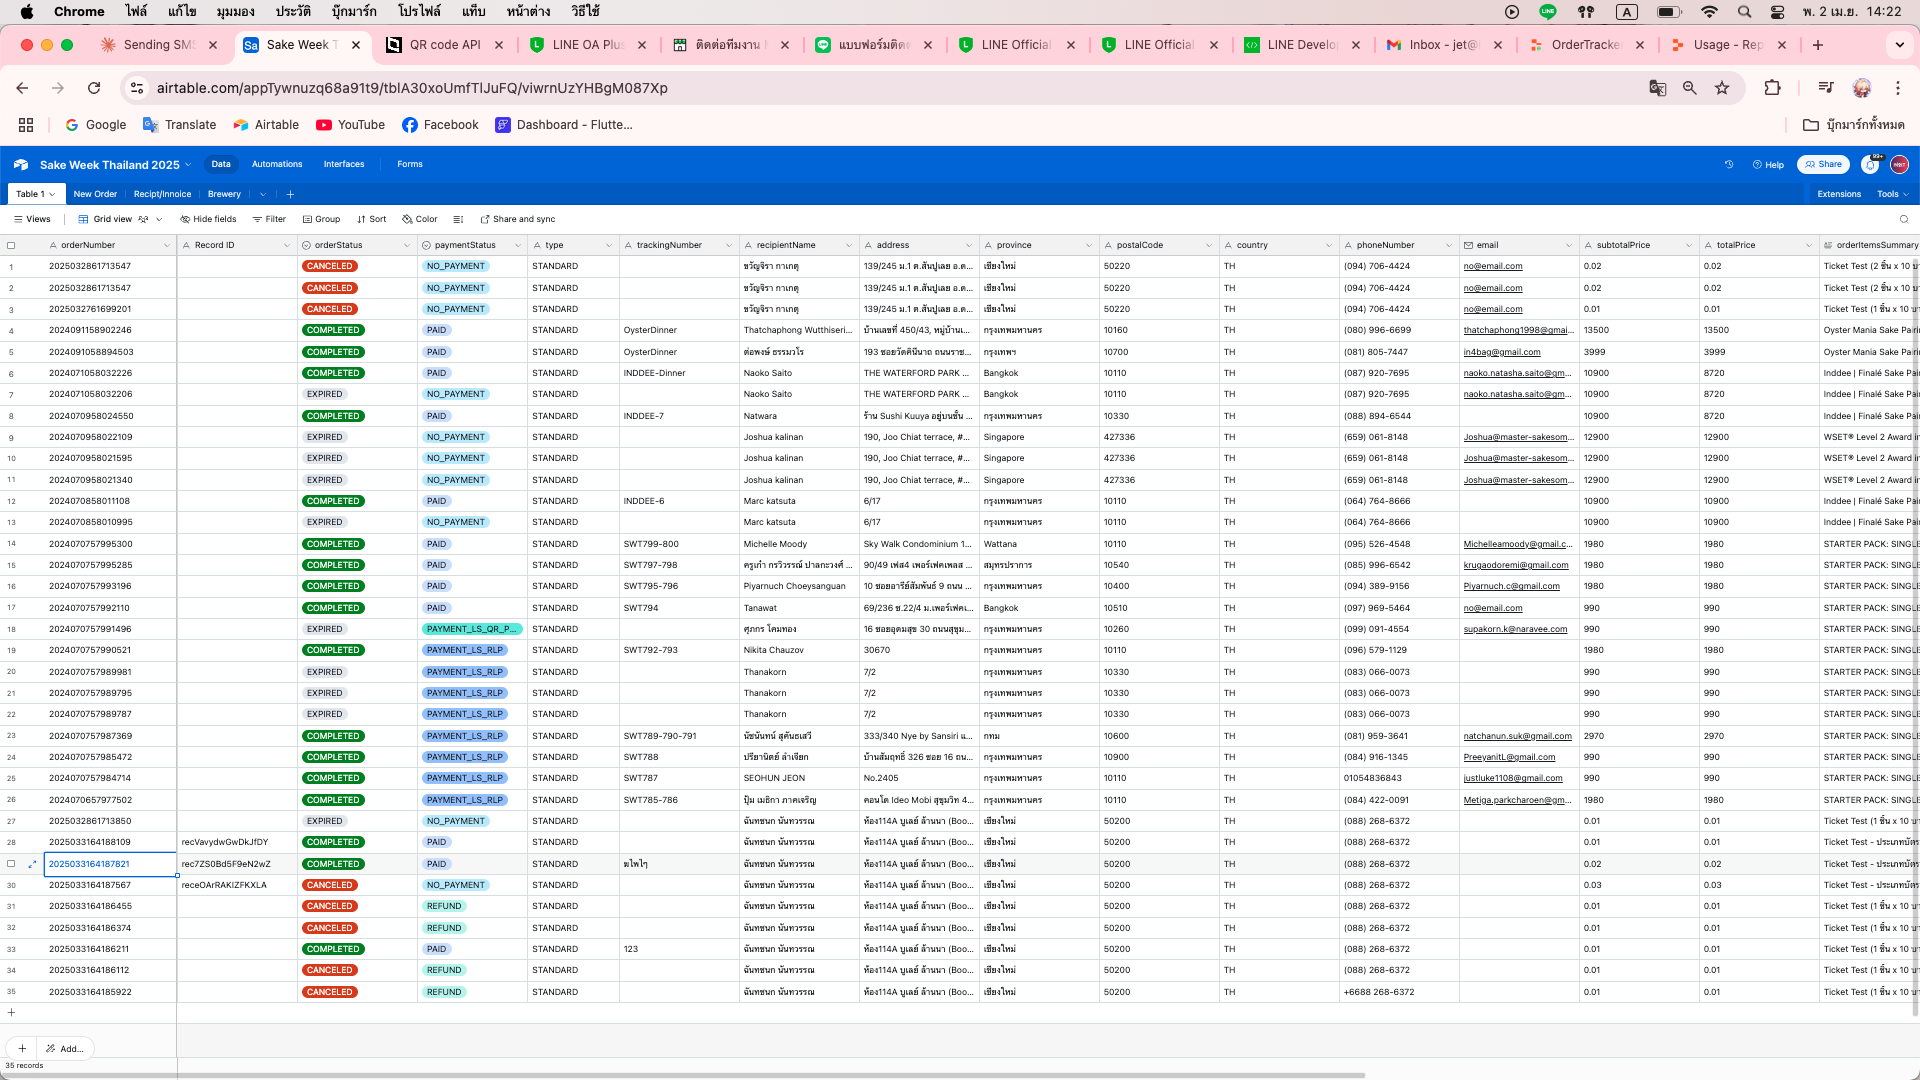 Chrome ไฟล์ แก้ไข มุมมอง ประวัติ บุ๊กมาร์ก โปรไฟล์ แท็บ หน้าต่าง วิธีใช้ A พ. 2 เม.ย. 14:22
Sending SMS Sake Week T QR code API LINE OA Plus ติดต่อทีมงาน แบบฟอร์มติดต LINE Official LINE Official LINE Develo Inbox - jet@ OrderTracke Usage - Rep
airtable.com/appTywnuzq68a91t9/tblA30xoUmfTlJuFQ/viwrnUzYHBgM087Xp
Google Translate Airtable YouTube Facebook Dashboard - Flutte... บุ๊กมาร์กทั้งหมด
Sake Week Thailand 2025 Data Automations Interfaces Forms Help Share 99+
Table 1 New Order Recipt/Innoice Brewery Extensions Tools
Views Grid view Hide fields Filter Group Sort Color Share and sync
orderNumber Record ID orderStatus paymentStatus type trackingNumber recipientName address province postalCode country phoneNumber email subtotalPrice totalPrice orderItemsSummary
1 2025032861713547 CANCELED NO_PAYMENT STANDARD ขวัญจิรา กาเกตุ 139/245 ม.1 ต.สันปูเลย อ.ด... เชียงใหม่ 50220 TH (094) 706-4424 no@email.com 0.02 0.02 Ticket Test (2 ชิ้น x 10 บา
2 2025032861713547 CANCELED NO_PAYMENT STANDARD ขวัญจิรา กาเกตุ 139/245 ม.1 ต.สันปูเลย อ.ด... เชียงใหม่ 50220 TH (094) 706-4424 no@email.com 0.02 0.02 Ticket Test (2 ชิ้น x 10 บา
3 2025032761699201 CANCELED NO_PAYMENT STANDARD ขวัญจิรา กาเกตุ 139/245 ม.1 ต.สันปูเลย อ.ด... เชียงใหม่ 50220 TH (094) 706-4424 no@email.com 0.01 0.01 Ticket Test (1 ชิ้น x 10 บา
4 2024091158902246 COMPLETED PAID STANDARD OysterDinner Thatchaphong Wutthiseri... บ้านเลขที่ 450/43, หมู่บ้านเ... กรุงเทพมหานคร 10160 TH (080) 996-6699 thatchaphong1998@gmai... 13500 13500 Oyster Mania Sake Pairi
5 2024091058894503 COMPLETED PAID STANDARD OysterDinner ต่อพงษ์ ธรรมวโร 193 ซอยวัดคินีนาถ ถนนราช... กรุงเทพฯ 10700 TH (081) 805-7447 in4bag@gmail.com 3999 3999 Oyster Mania Sake Pairi
6 2024071058032226 COMPLETED PAID STANDARD INDDEE-Dinner Naoko Saito THE WATERFORD PARK ... Bangkok 10110 TH (087) 920-7695 naoko.natasha.saito@gm... 10900 8720 Inddee | Finalé Sake Pai
7 2024071058032206 EXPIRED NO_PAYMENT STANDARD Naoko Saito THE WATERFORD PARK ... Bangkok 10110 TH (087) 920-7695 naoko.natasha.saito@gm... 10900 8720 Inddee | Finalé Sake Pai
8 2024070958024550 COMPLETED PAID STANDARD INDDEE-7 Natwara ร้าน Sushi Kuuya อยู่บนชั้น ... กรุงเทพมหานคร 10330 TH (088) 894-6544 10900 8720 Inddee | Finalé Sake Pai
9 2024070958022109 EXPIRED NO_PAYMENT STANDARD Joshua kalinan 190, Joo Chiat terrace, #... Singapore 427336 TH (659) 061-8148 Joshua@master-sakesom... 12900 12900 WSET® Level 2 Award in
10 2024070958021595 EXPIRED NO_PAYMENT STANDARD Joshua kalinan 190, Joo Chiat terrace, #... Singapore 427336 TH (659) 061-8148 Joshua@master-sakesom... 12900 12900 WSET® Level 2 Award in
11 2024070958021340 EXPIRED NO_PAYMENT STANDARD Joshua kalinan 190, Joo Chiat terrace, #... Singapore 427336 TH (659) 061-8148 Joshua@master-sakesom... 12900 12900 WSET® Level 2 Award in
12 2024070858011108 COMPLETED PAID STANDARD INDDEE-6 Marc katsuta 6/17 กรุงเทพมหานคร 10110 TH (064) 764-8666 10900 10900 Inddee | Finalé Sake Pai
13 2024070858010995 EXPIRED NO_PAYMENT STANDARD Marc katsuta 6/17 กรุงเทพมหานคร 10110 TH (064) 764-8666 10900 10900 Inddee | Finalé Sake Pai
14 2024070757995300 COMPLETED PAID STANDARD SWT799-800 Michelle Moody Sky Walk Condominium 1... Wattana 10110 TH (095) 526-4548 Michelleamoody@gmail.c... 1980 1980 STARTER PACK: SINGLE
15 2024070757995285 COMPLETED PAID STANDARD SWT797-798 ครูเก๋า กรวิวรรณ์ ปาลกะวงศ์ ... 90/49 เฟส4 เพอร์เฟคเพลส ... สมุทรปราการ 10540 TH (085) 996-6542 krugaodoremi@gmail.com 1980 1980 STARTER PACK: SINGLE
16 2024070757993196 COMPLETED PAID STANDARD SWT795-796 Piyarnuch Choeysanguan 10 ซอยอารีย์สัมพันธ์ 9 ถนน ... กรุงเทพมหานคร 10400 TH (094) 389-9156 Piyarnuch.c@gmail.com 1980 1980 STARTER PACK: SINGLE
17 2024070757992110 COMPLETED PAID STANDARD SWT794 Tanawat 69/236 ซ.22/4 ม.เพอร์เฟค... Bangkok 10510 TH (097) 969-5464 no@email.com 990 990 STARTER PACK: SINGLE
18 2024070757991496 EXPIRED PAYMENT_LS_QR_P... STANDARD ศุภกร โคมทอง 16 ซอยอุดมสุข 30 ถนนสุขุม... กรุงเทพมหานคร 10260 TH (099) 091-4554 supakorn.k@naravee.com 990 990 STARTER PACK: SINGLE
19 2024070757990521 COMPLETED PAYMENT_LS_RLP STANDARD SWT792-793 Nikita Chauzov 30670 กรุงเทพมหานคร 10110 TH (096) 579-1129 1980 1980 STARTER PACK: SINGLE
20 2024070757989981 EXPIRED PAYMENT_LS_RLP STANDARD Thanakorn 7/2 กรุงเทพมหานคร 10330 TH (083) 066-0073 990 990 STARTER PACK: SINGLE
21 2024070757989795 EXPIRED PAYMENT_LS_RLP STANDARD Thanakorn 7/2 กรุงเทพมหานคร 10330 TH (083) 066-0073 990 990 STARTER PACK: SINGLE
22 2024070757989787 EXPIRED PAYMENT_LS_RLP STANDARD Thanakorn 7/2 กรุงเทพมหานคร 10330 TH (083) 066-0073 990 990 STARTER PACK: SINGLE
23 2024070757987369 COMPLETED PAYMENT_LS_RLP STANDARD SWT789-790-791 นัชนันทน์ สุคันธเสวี 333/340 Nye by Sansiri แ... กทม 10600 TH (081) 959-3641 natchanun.suk@gmail.com 2970 2970 STARTER PACK: SINGLE
24 2024070757985472 COMPLETED PAYMENT_LS_RLP STANDARD SWT788 ปรียานิตย์ ลำเจียก บ้านสัมฤทธิ์ 326 ซอย 16 ถน... กรุงเทพมหานคร 10900 TH (084) 916-1345 PreeyanitL@gmail.com 990 990 STARTER PACK: SINGLE
25 2024070757984714 COMPLETED PAYMENT_LS_RLP STANDARD SWT787 SEOHUN JEON No.2405 กรุงเทพมหานคร 10110 TH 01054836843 justluke1108@gmail.com 990 990 STARTER PACK: SINGLE
26 2024070657977502 COMPLETED PAYMENT_LS_RLP STANDARD SWT785-786 ปุ้ม เมธิกา ภาคเจริญ คอนโด Ideo Mobi สุขุมวิท 4... กรุงเทพมหานคร 10110 TH (084) 422-0091 Metiga.parkcharoen@gm... 1980 1980 STARTER PACK: SINGLE
27 2025032861713850 EXPIRED NO_PAYMENT STANDARD ฉันทชนก นันทวรรณ ห้อง114A บูเลย์ ล้านนา (Boo... เชียงใหม่ 50200 TH (088) 268-6372 0.01 0.01 Ticket Test (1 ชิ้น x 10 บา
28 2025033164188109 recVavydwGwDkJfDY COMPLETED PAID STANDARD ฉันทชนก นันทวรรณ ห้อง114A บูเลย์ ล้านนา (Boo... เชียงใหม่ 50200 TH (088) 268-6372 0.01 0.01 Ticket Test - ประเภทบัตร
2025033164187821 rec7ZS0Bd5F9eN2wZ COMPLETED PAID STANDARD ฆไพไๆ ฉันทชนก นันทวรรณ ห้อง114A บูเลย์ ล้านนา (Boo... เชียงใหม่ 50200 TH (088) 268-6372 0.02 0.02 Ticket Test - ประเภทบัตร
30 2025033164187567 receOArRAKIZFKXLA CANCELED NO_PAYMENT STANDARD ฉันทชนก นันทวรรณ ห้อง114A บูเลย์ ล้านนา (Boo... เชียงใหม่ 50200 TH (088) 268-6372 0.03 0.03 Ticket Test - ประเภทบัตร
31 2025033164186455 CANCELED REFUND STANDARD ฉันทชนก นันทวรรณ ห้อง114A บูเลย์ ล้านนา (Boo... เชียงใหม่ 50200 TH (088) 268-6372 0.01 0.01 Ticket Test (1 ชิ้น x 10 บา
32 2025033164186374 CANCELED REFUND STANDARD ฉันทชนก นันทวรรณ ห้อง114A บูเลย์ ล้านนา (Boo... เชียงใหม่ 50200 TH (088) 268-6372 0.01 0.01 Ticket Test (1 ชิ้น x 10 บา
33 2025033164186211 COMPLETED PAID STANDARD 123 ฉันทชนก นันทวรรณ ห้อง114A บูเลย์ ล้านนา (Boo... เชียงใหม่ 50200 TH (088) 268-6372 0.01 0.01 Ticket Test (1 ชิ้น x 10 บา
34 2025033164186112 CANCELED REFUND STANDARD ฉันทชนก นันทวรรณ ห้อง114A บูเลย์ ล้านนา (Boo... เชียงใหม่ 50200 TH (088) 268-6372 0.01 0.01 Ticket Test (1 ชิ้น x 10 บา
35 2025033164185922 CANCELED REFUND STANDARD ฉันทชนก นันทวรรณ ห้อง114A บูเลย์ ล้านนา (Boo... เชียงใหม่ 50200 TH +6688 268-6372 0.01 0.01 Ticket Test (1 ชิ้น x 10 บา
Add...
35 records